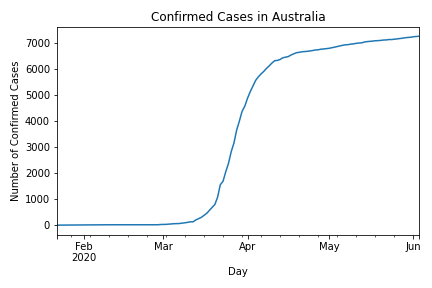 Confirmed Cases in Australia
Number of Confirmed Cases
7000
6000
5000
4000
3000
2000
1000
0
Feb Mar Apr May Jun
2020
Day